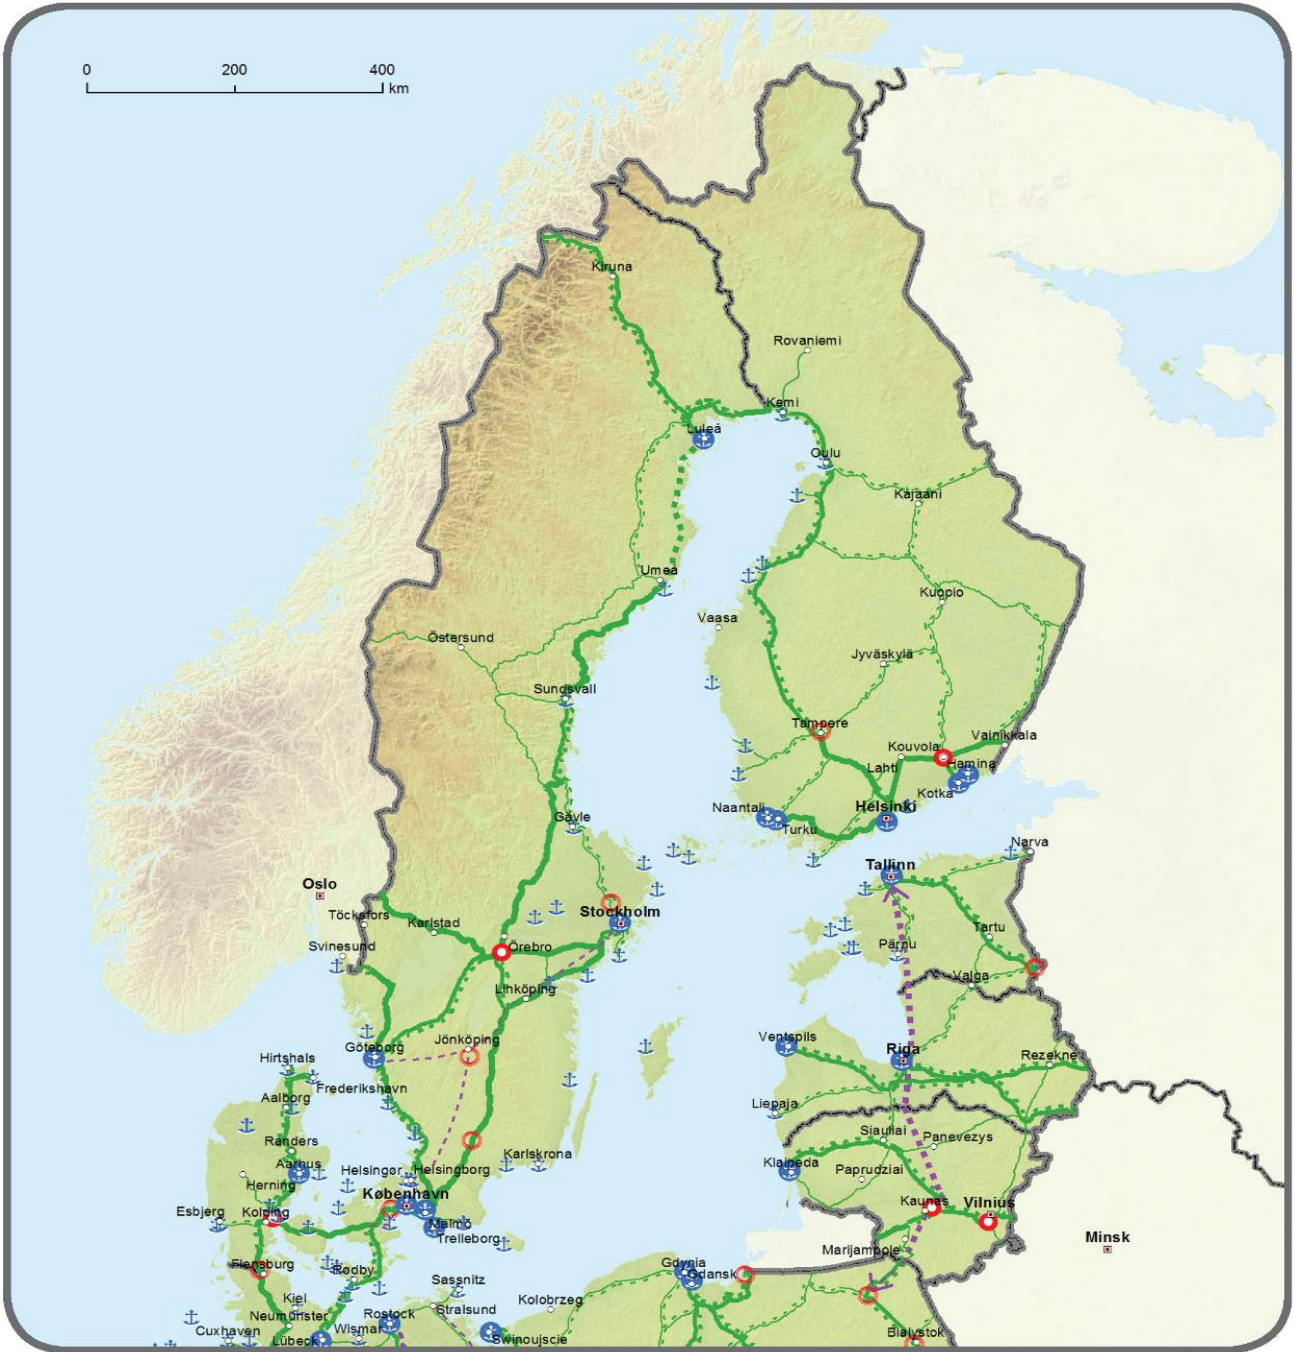 0 200 400
km
Kiruna
Rovaniemi
Kemi
Luleå
Oulu
Kajaani
Umeå
Kuopio
Vaasa
Östersund
Jyväskylä
Sundsvall
Tampere
Vainikkala
Kouvola
Hamina
Lahti
Kotka
Naantali
Helsinki
Gävle
Turku
Narva
Tallinn
Oslo
Stockholm
Töcksfors
Karlstad
Tartu
Svinesund
Örebro
Pärnu
Valga
Linköping
Ventspils
Jönköping
Göteborg
Riga
Rezekne
Hirtshals
Frederikshavn
Aalborg
Liepaja
Siauliai
Panevezys
Randers
Karlskrona
Aarhus
Helsingør
Helsingborg
Klaipeda
Paprudziai
Herning
København
Kaunas
Vilnius
Esbjerg
Kolding
Malmö
Trelleborg
Minsk
Marijampole
Flensburg
Rødby
Gdynia
Gdansk
Sassnitz
Kiel
Kolobrzeg
Stralsund
Neumünster
Rostock
Cuxhaven
Wismar
Lübeck
Swinoujscie
Bialystok